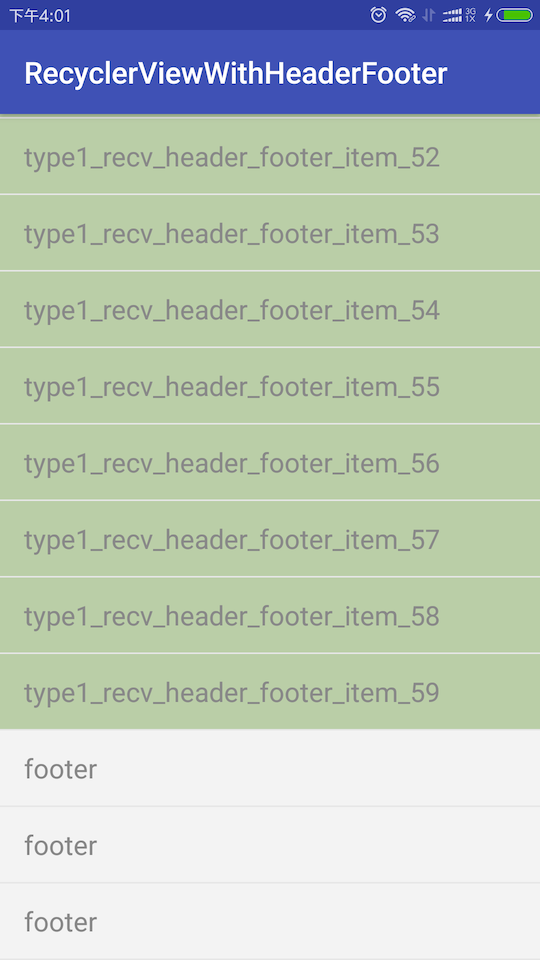 下午4:01
3G
1X
RecyclerViewWithHeaderFooter
type1_recv_header_footer_item_52
type1_recv_header_footer_item_53
type1_recv_header_footer_item_54
type1_recv_header_footer_item_55
type1_recv_header_footer_item_56
type1_recv_header_footer_item_57
type1_recv_header_footer_item_58
type1_recv_header_footer_item_59
footer
footer
footer